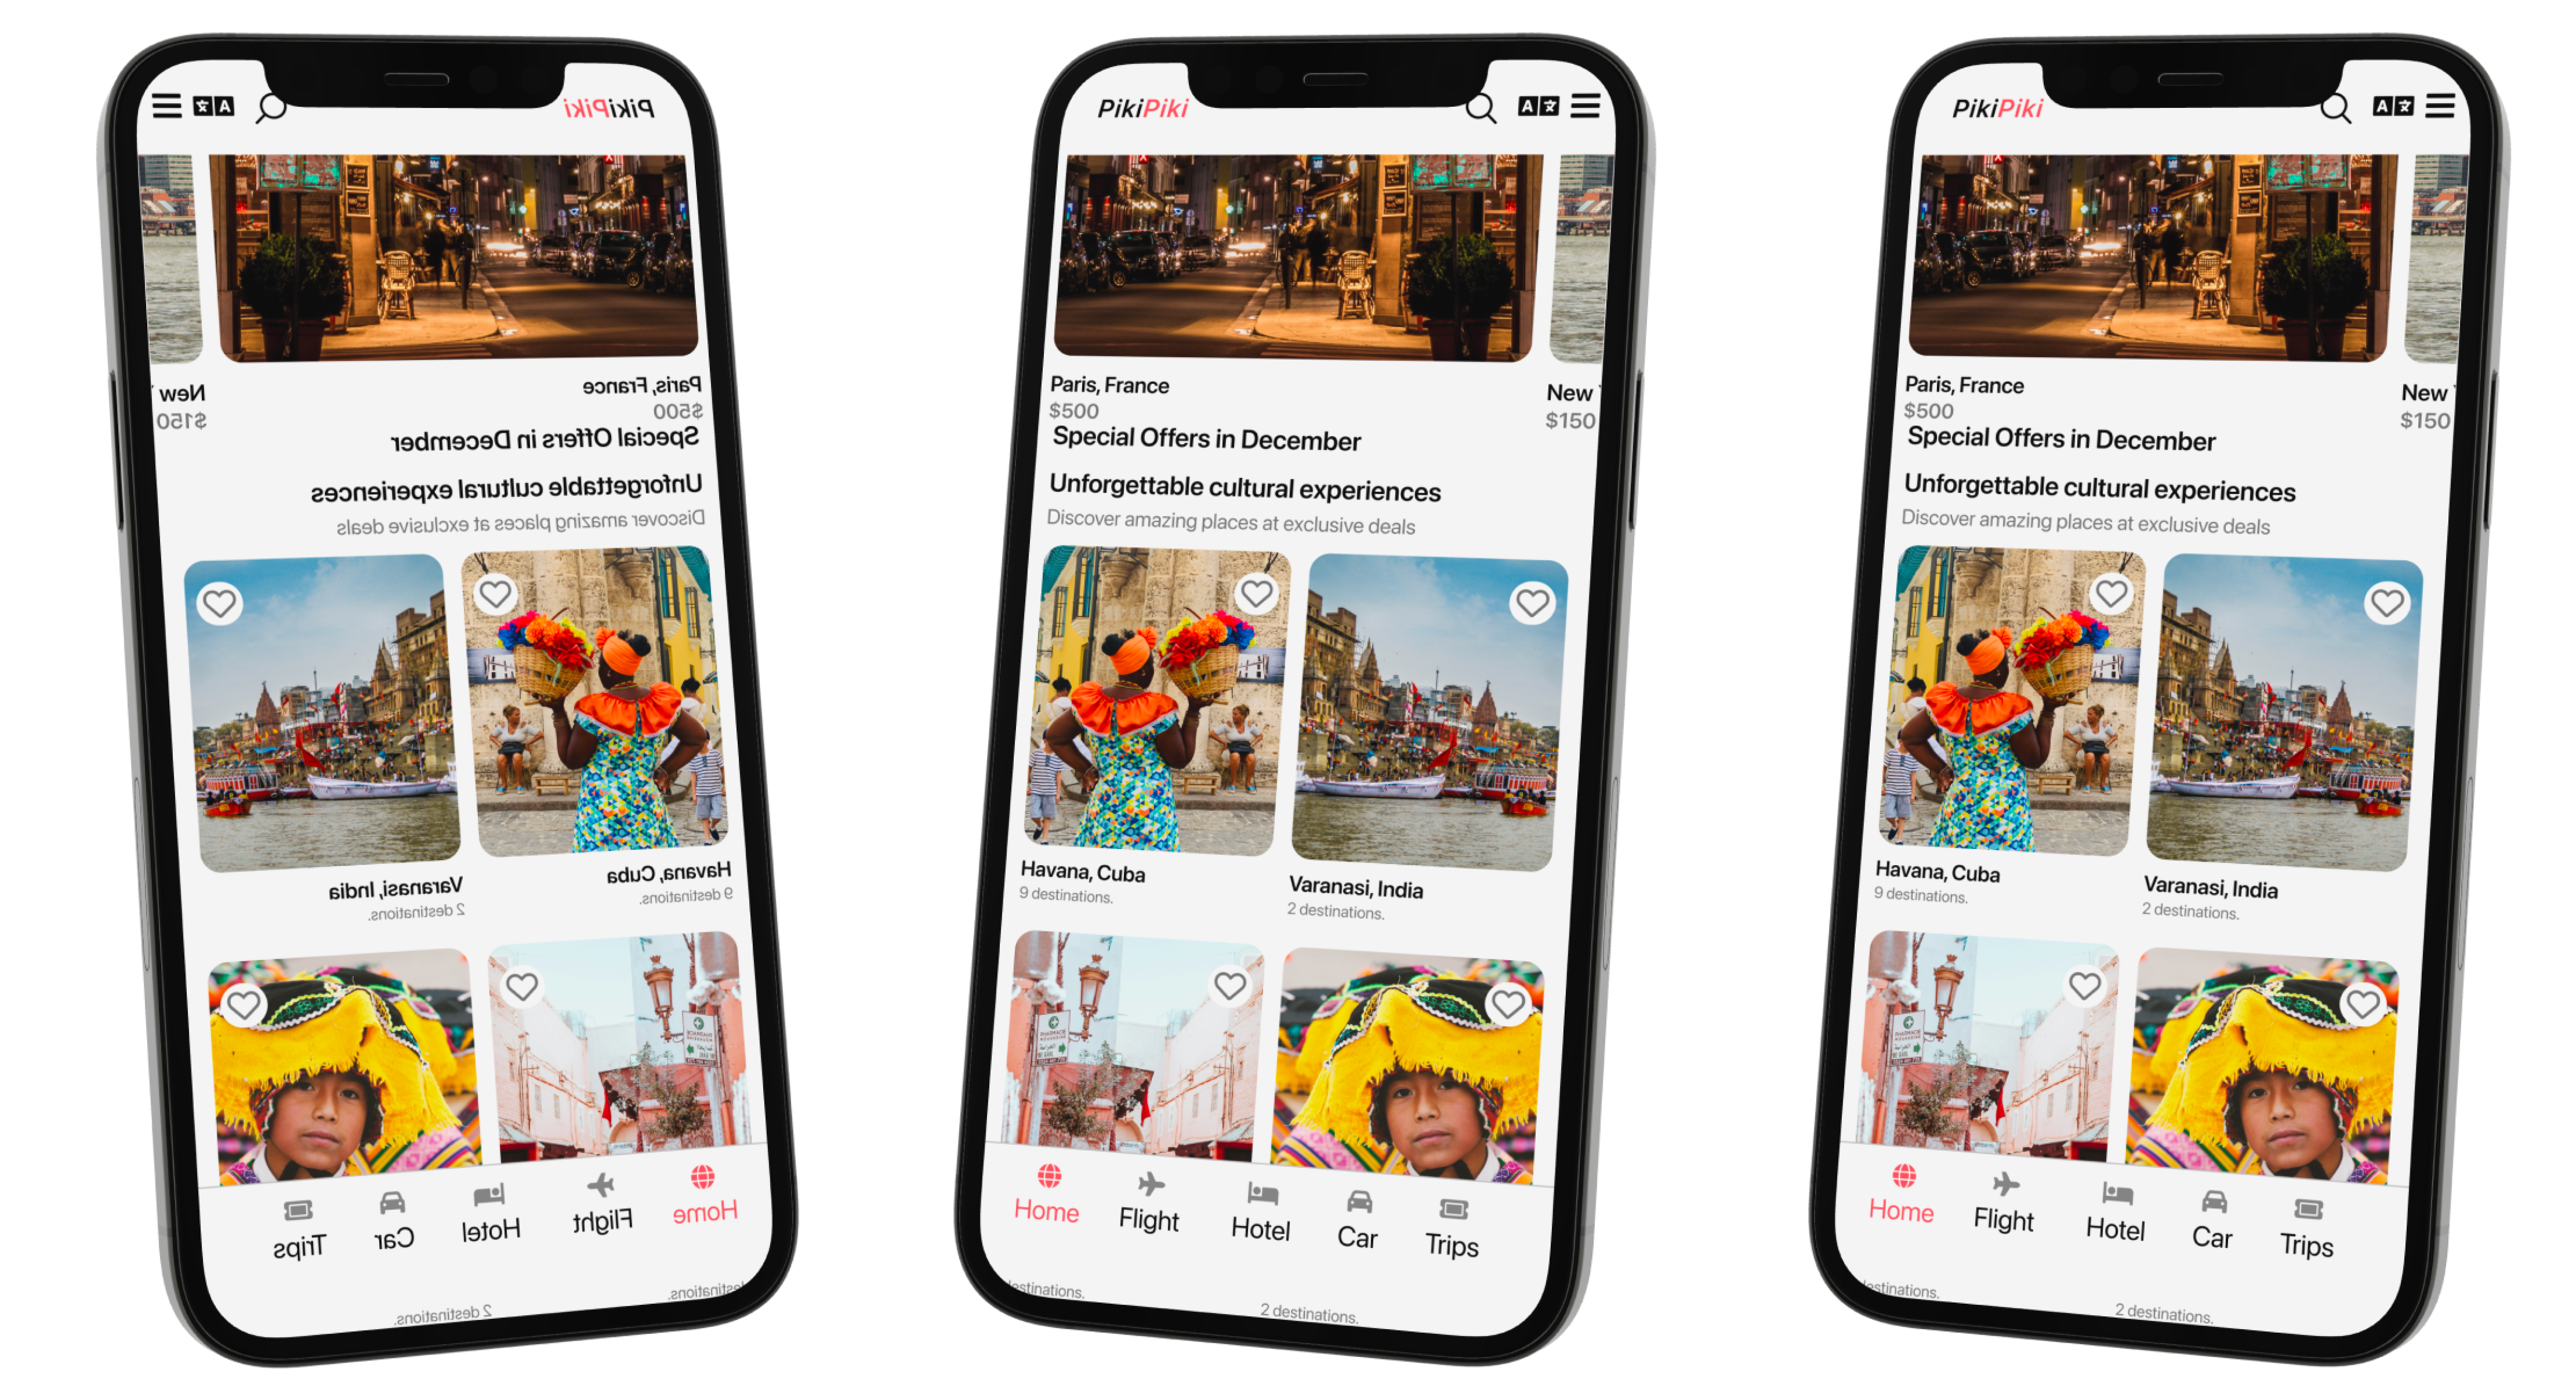 PikiPiki
Paris, France
$500
New
$150
Special Offers in December
Unforgettable cultural experiences
Discover amazing places at exclusive deals
Havana, Cuba
9 destinations.
Varanasi, India
2 destinations.
Home
Flight
Hotel
Car
Trips
2 destinations.
PikiPiki
A
Paris, France
$500
New
$150
Special Offers in December
Unforgettable cultural experiences
Discover amazing places at exclusive deals
Havana, Cuba
9 destinations.
Varanasi, India
2 destinations.
Home
Flight
Hotel
Car
Trips
2 destinations.
PikiPiki
A
Paris, France
$500
New
$150
Special Offers in December
Unforgettable cultural experiences
Discover amazing places at exclusive deals
Havana, Cuba
9 destinations.
Varanasi, India
2 destinations.
Home
Flight
Hotel
Car
Trips
2 destinations.